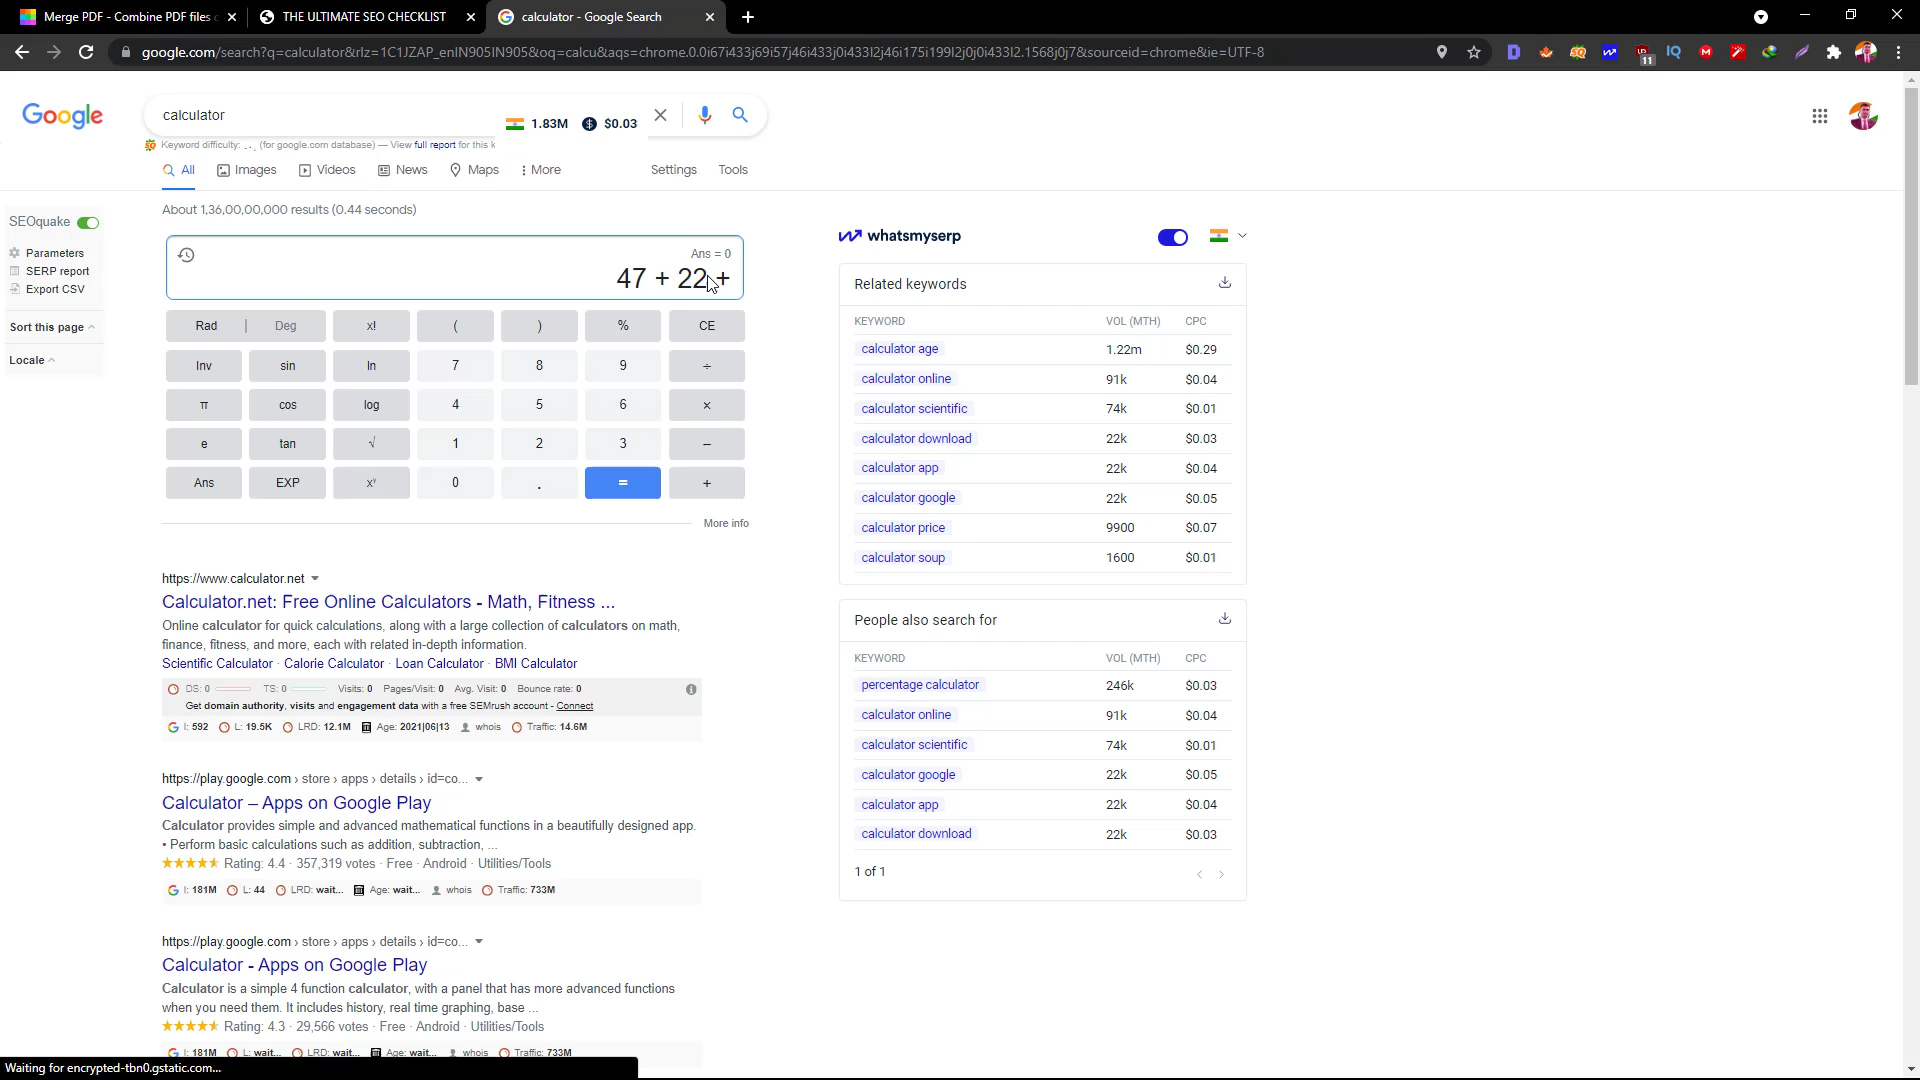 Merge PDF - Combine PDF files
THE ULTIMATE SEO CHECKLIST
calculator - Google Search
google.com/search?q=calculator&rlz=1C1JZAP_enIN905IN905&oq=calcu&aqs=chrome.0.0i67i433j69i57j46i433j0i433l2j46i175i199l2j0j0i433l2.1568j0j7&sourceid=chrome&ie=UTF-8
11
Google
calculator
1.83M $0.03
Keyword difficulty: . . , (for google.com database) — View full report for this k
All Images Videos News Maps More Settings Tools
About 1,36,00,00,000 results (0.44 seconds)
SEOquake
Parameters
SERP report
Export CSV
Sort this page
Locale
Ans = 0
47 + 22 +
Rad | Deg x! ( ) % CE
Inv sin ln 7 8 9 ÷
π cos log 4 5 6 ×
e tan √ 1 2 3 −
Ans EXP xʸ 0 . = +
More info
https://www.calculator.net
Calculator.net: Free Online Calculators - Math, Fitness ...
Online calculator for quick calculations, along with a large collection of calculators on math,
finance, fitness, and more, each with related in-depth information.
Scientific Calculator · Calorie Calculator · Loan Calculator · BMI Calculator
DS: 0 TS: 0 Visits: 0 Pages/Visit: 0 Avg. Visit: 0 Bounce rate: 0
Get domain authority, visits and engagement data with a free SEMrush account - Connect
I: 592 L: 19.5K LRD: 12.1M Age: 2021|06|13 whois Traffic: 14.6M
https://play.google.com › store › apps › details › id=co...
Calculator – Apps on Google Play
Calculator provides simple and advanced mathematical functions in a beautifully designed app.
• Perform basic calculations such as addition, subtraction, ...
Rating: 4.4 · 357,319 votes · Free · Android · Utilities/Tools
I: 181M L: 44 LRD: wait... Age: wait... whois Traffic: 733M
https://play.google.com › store › apps › details › id=co...
Calculator - Apps on Google Play
Calculator is a simple 4 function calculator, with a panel that has more advanced functions
when you need them. It includes history, real time graphing, base ...
Rating: 4.3 · 29,566 votes · Free · Android · Utilities/Tools
I: 181M L: wait... LRD: wait... Age: wait... whois Traffic: 733M
Waiting for encrypted-tbn0.gstatic.com...
whatsmyserp
Related keywords
KEYWORD VOL (MTH) CPC
calculator age 1.22m $0.29
calculator online 91k $0.04
calculator scientific 74k $0.01
calculator download 22k $0.03
calculator app 22k $0.04
calculator google 22k $0.05
calculator price 9900 $0.07
calculator soup 1600 $0.01
People also search for
KEYWORD VOL (MTH) CPC
percentage calculator 246k $0.03
calculator online 91k $0.04
calculator scientific 74k $0.01
calculator google 22k $0.05
calculator app 22k $0.04
calculator download 22k $0.03
1 of 1